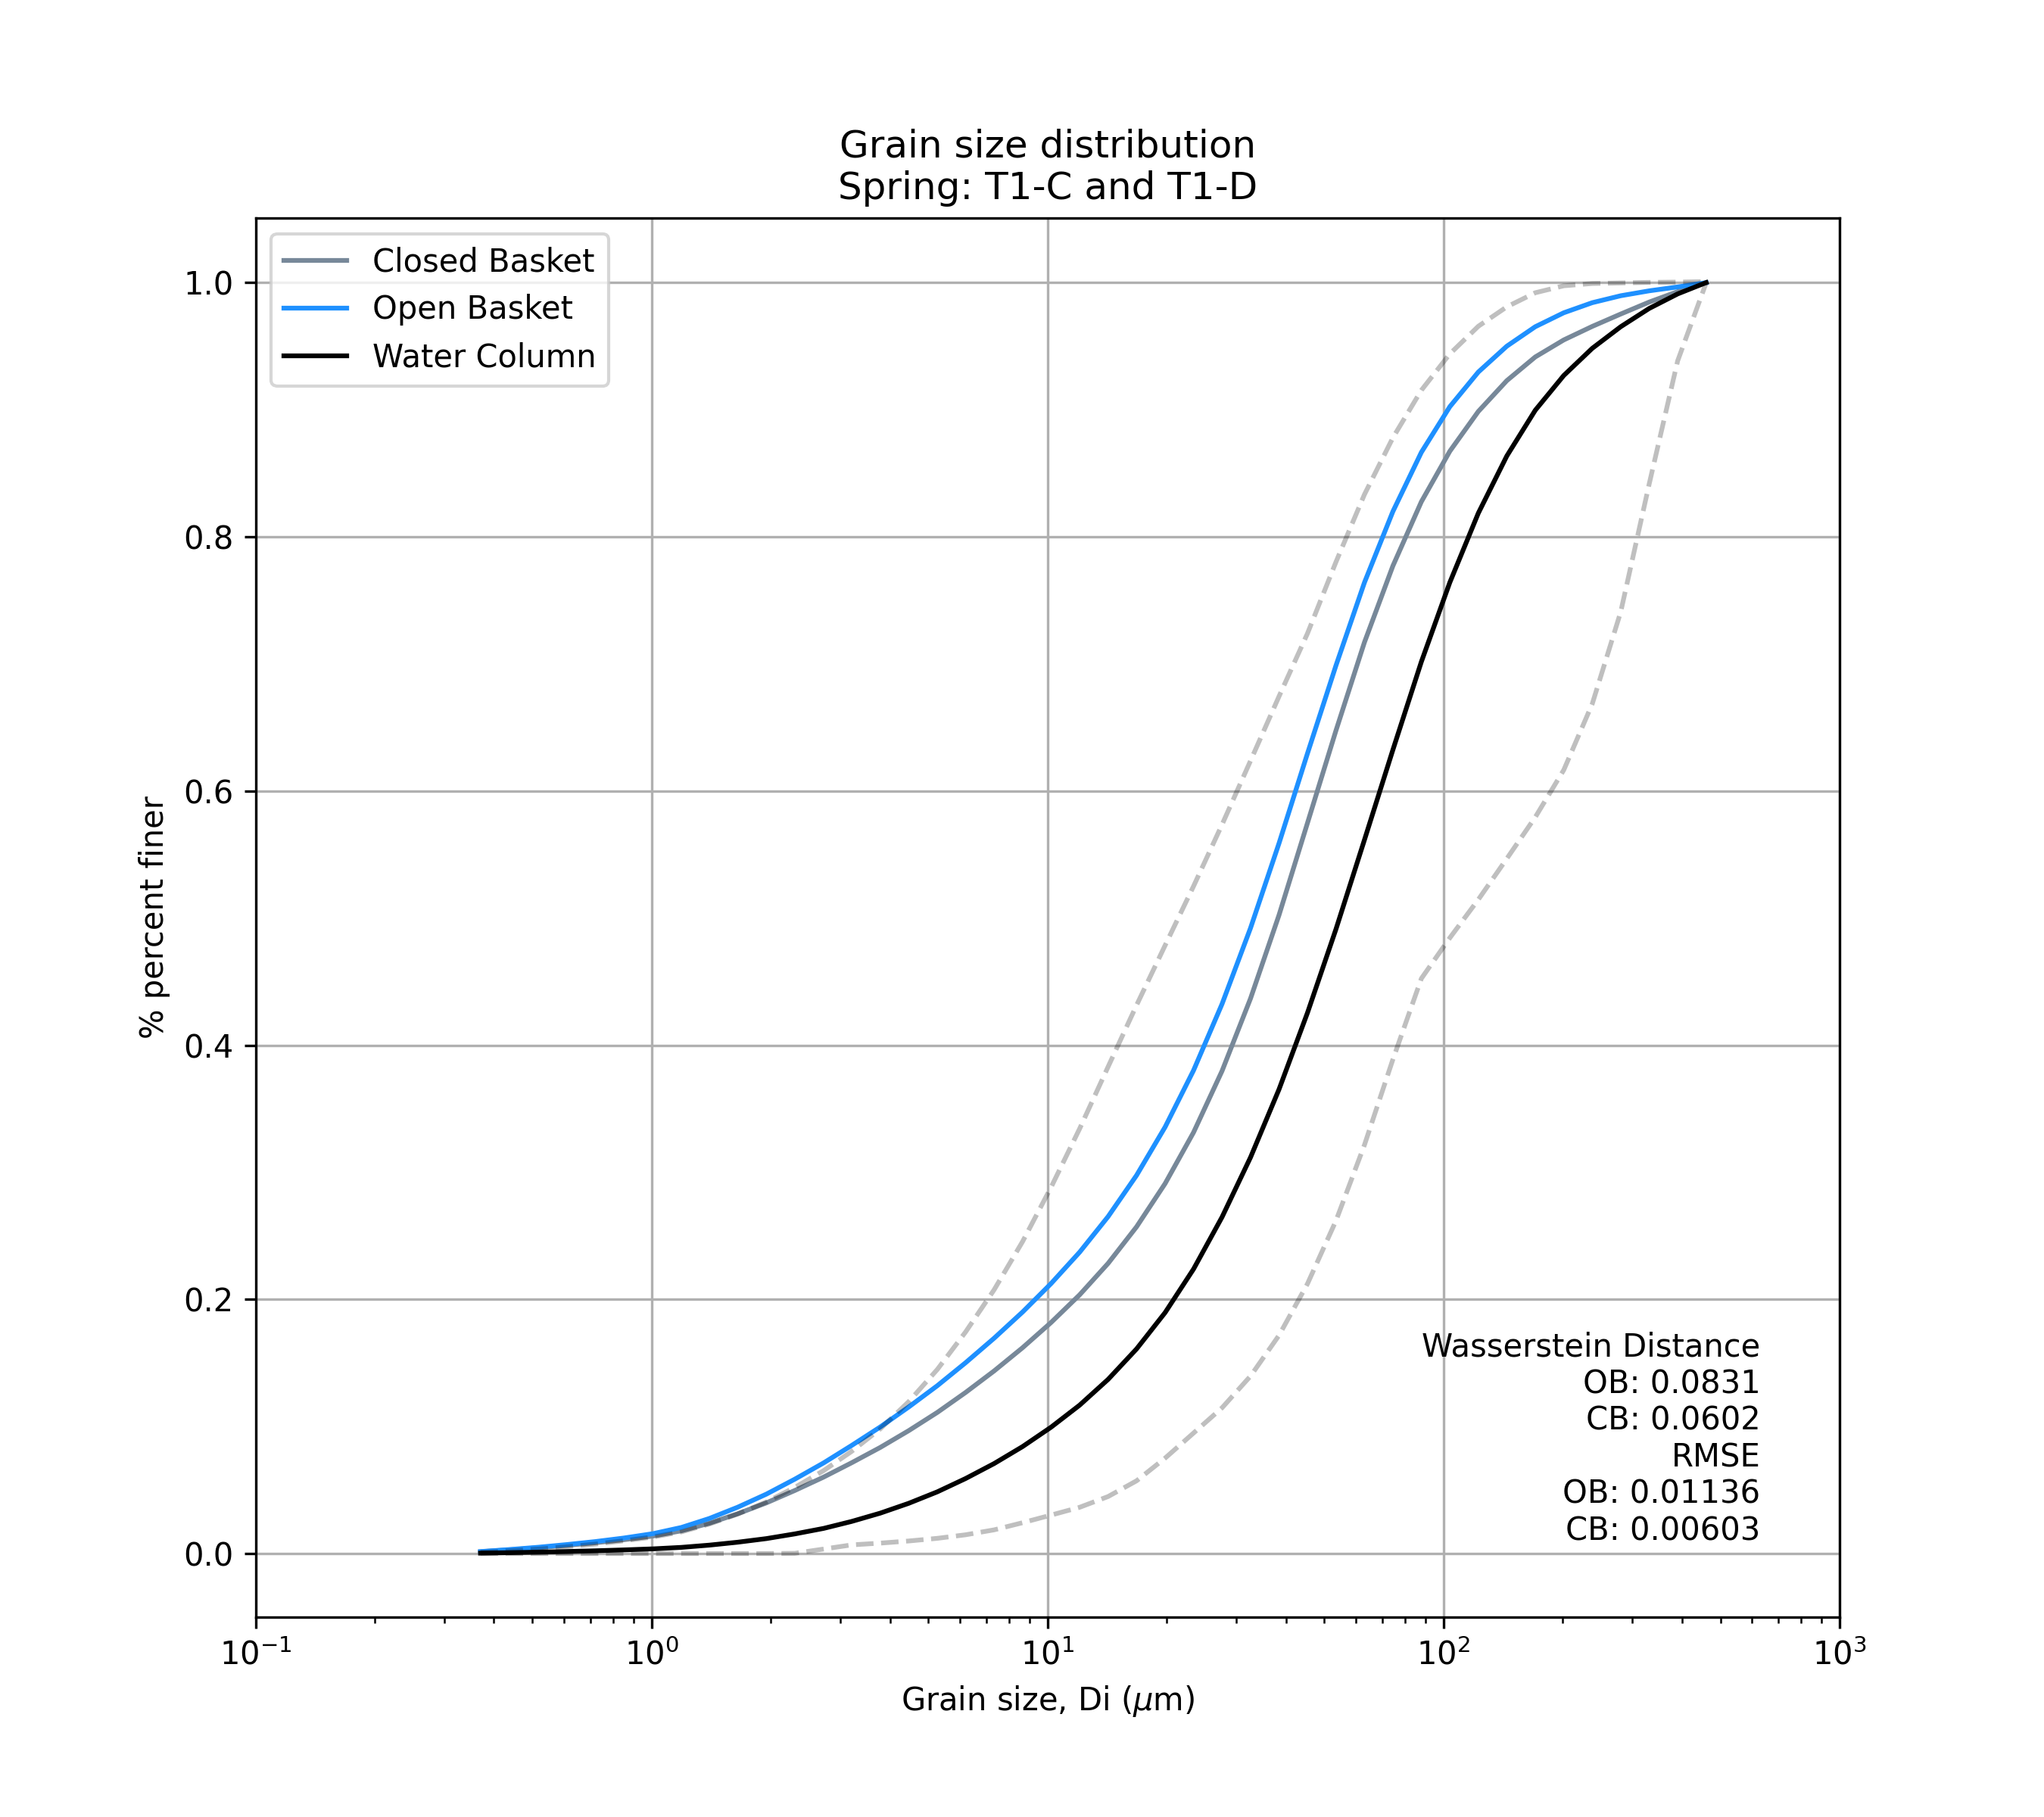 Grain size distribution
Spring: T1-C and T1-D
Closed Basket
Open Basket
Water Column
% percent finer
1.0
0.8
0.6
0.4
0.2
0.0
Wasserstein Distance
OB: 0.0831
CB: 0.0602
RMSE
OB: 0.01136
CB: 0.00603
10⁻¹ 10⁰ 10¹ 10² 10³
Grain size, Di (μm)